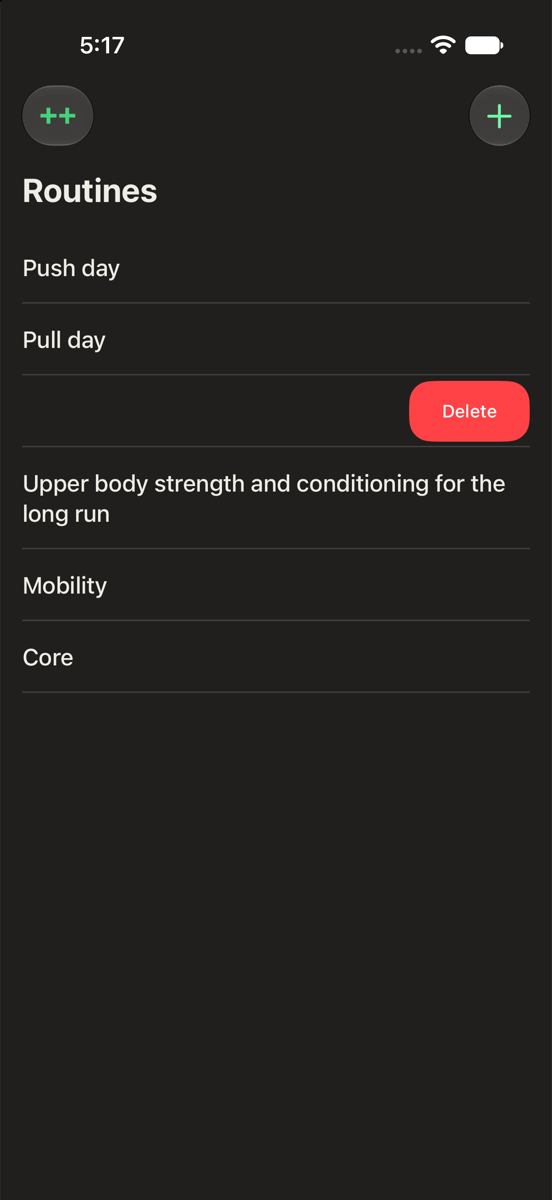 5:17
++
+
Routines
Push day
Pull day
Delete
Upper body strength and conditioning for the
long run
Mobility
Core